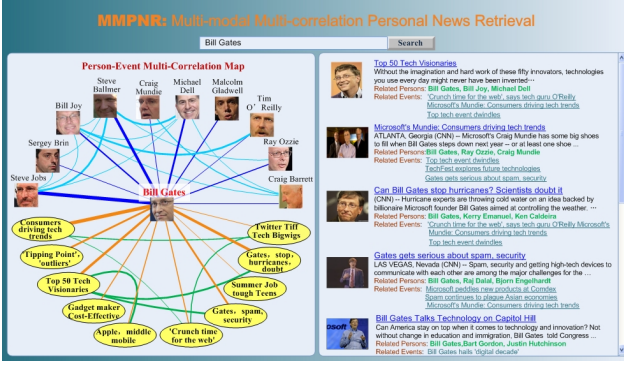 MMPNR: Multi-modal Multi-correlation Personal News Retrieval
Bill Gates
Search
Person-Event Multi-Correlation Map
Steve Ballmer
Craig Mundie
Michael Dell
Malcolm Gladwell
Bill Joy
Tim O' Reilly
Sergey Brin
Ray Ozzie
Steve Jobs
Craig Barrett
Bill Gates
Consumers driving tech trends
Twitter Tiff Tech Bigwigs
Tipping Point', 'outliers'
Gates, stop, hurricanes, doubt
Top 50 Tech Visionaries
Summer Job tough Teens
Gadget maker Cost-Effective
Gates, spam, security
Apple, middle mobile
'Crunch time for the web'
Top 50 Tech Visionaries
Without the imagination and hard work of these fifty innovators, technologies
you use every day might never have been invented···
Related Persons: Bill Gates, Bill Joy, Michael Dell
Related Events: 'Crunch time for the web', says tech guru O'Reilly
Microsoft's Mundie: Consumers driving tech trends
Top tech event dwindles
Microsoft's Mundie: Consumers driving tech trends
ATLANTA, Georgia (CNN) -- Microsoft's Craig Mundie has some big shoes
to fill when Bill Gates steps down next year -- or at least one shoe ...
Related Persons:Bill Gates, Ray Ozzie, Craig Mundie
Related Events: Top tech event dwindles
TechFest explores future technologies
Gates gets serious about spam, security
Can Bill Gates stop hurricanes? Scientists doubt it
(CNN) -- Hurricane experts are throwing cold water on an idea backed by
billionaire Microsoft founder Bill Gates aimed at controlling the weather. ···
Related Persons: Bill Gates, Kerry Emanuel, Ken Caldeira
Related Events: 'Crunch time for the web', says tech guru O'Reilly Microsoft's
Mundie: Consumers driving tech trends
Top tech event dwindles
Gates gets serious about spam, security
LAS VEGAS, Nevada (CNN) -- Spam, security and getting high-tech devices to
communicate with each other are among the major challenges for the ...
Related Persons: Bill Gates, Raj Dalal, Bjorn Engelhardt
Related Events: Microsoft peddles new products at Comdex
Spam continues to plague Asian economies
Microsoft's Mundie: Consumers driving tech trends
Bill Gates Talks Technology on Capitol Hill
Can America stay on top when it comes to technology and innovation? Not
without change in education and immigration, Bill Gates told Congress ...
Related Persons: Bill Gates,Bart Gordon, Justin Hutchinson
Related Events: Bill Gates halls 'digital decade'